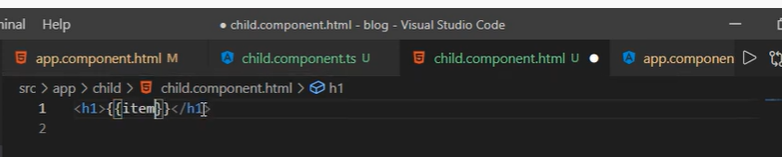 minal Help
● child.component.html - blog - Visual Studio Code
app.component.html M
child.component.ts U
child.component.html U ●
app.componen
src > app > child > child.component.html > h1
1 <h1>{{item}}</h1>
2